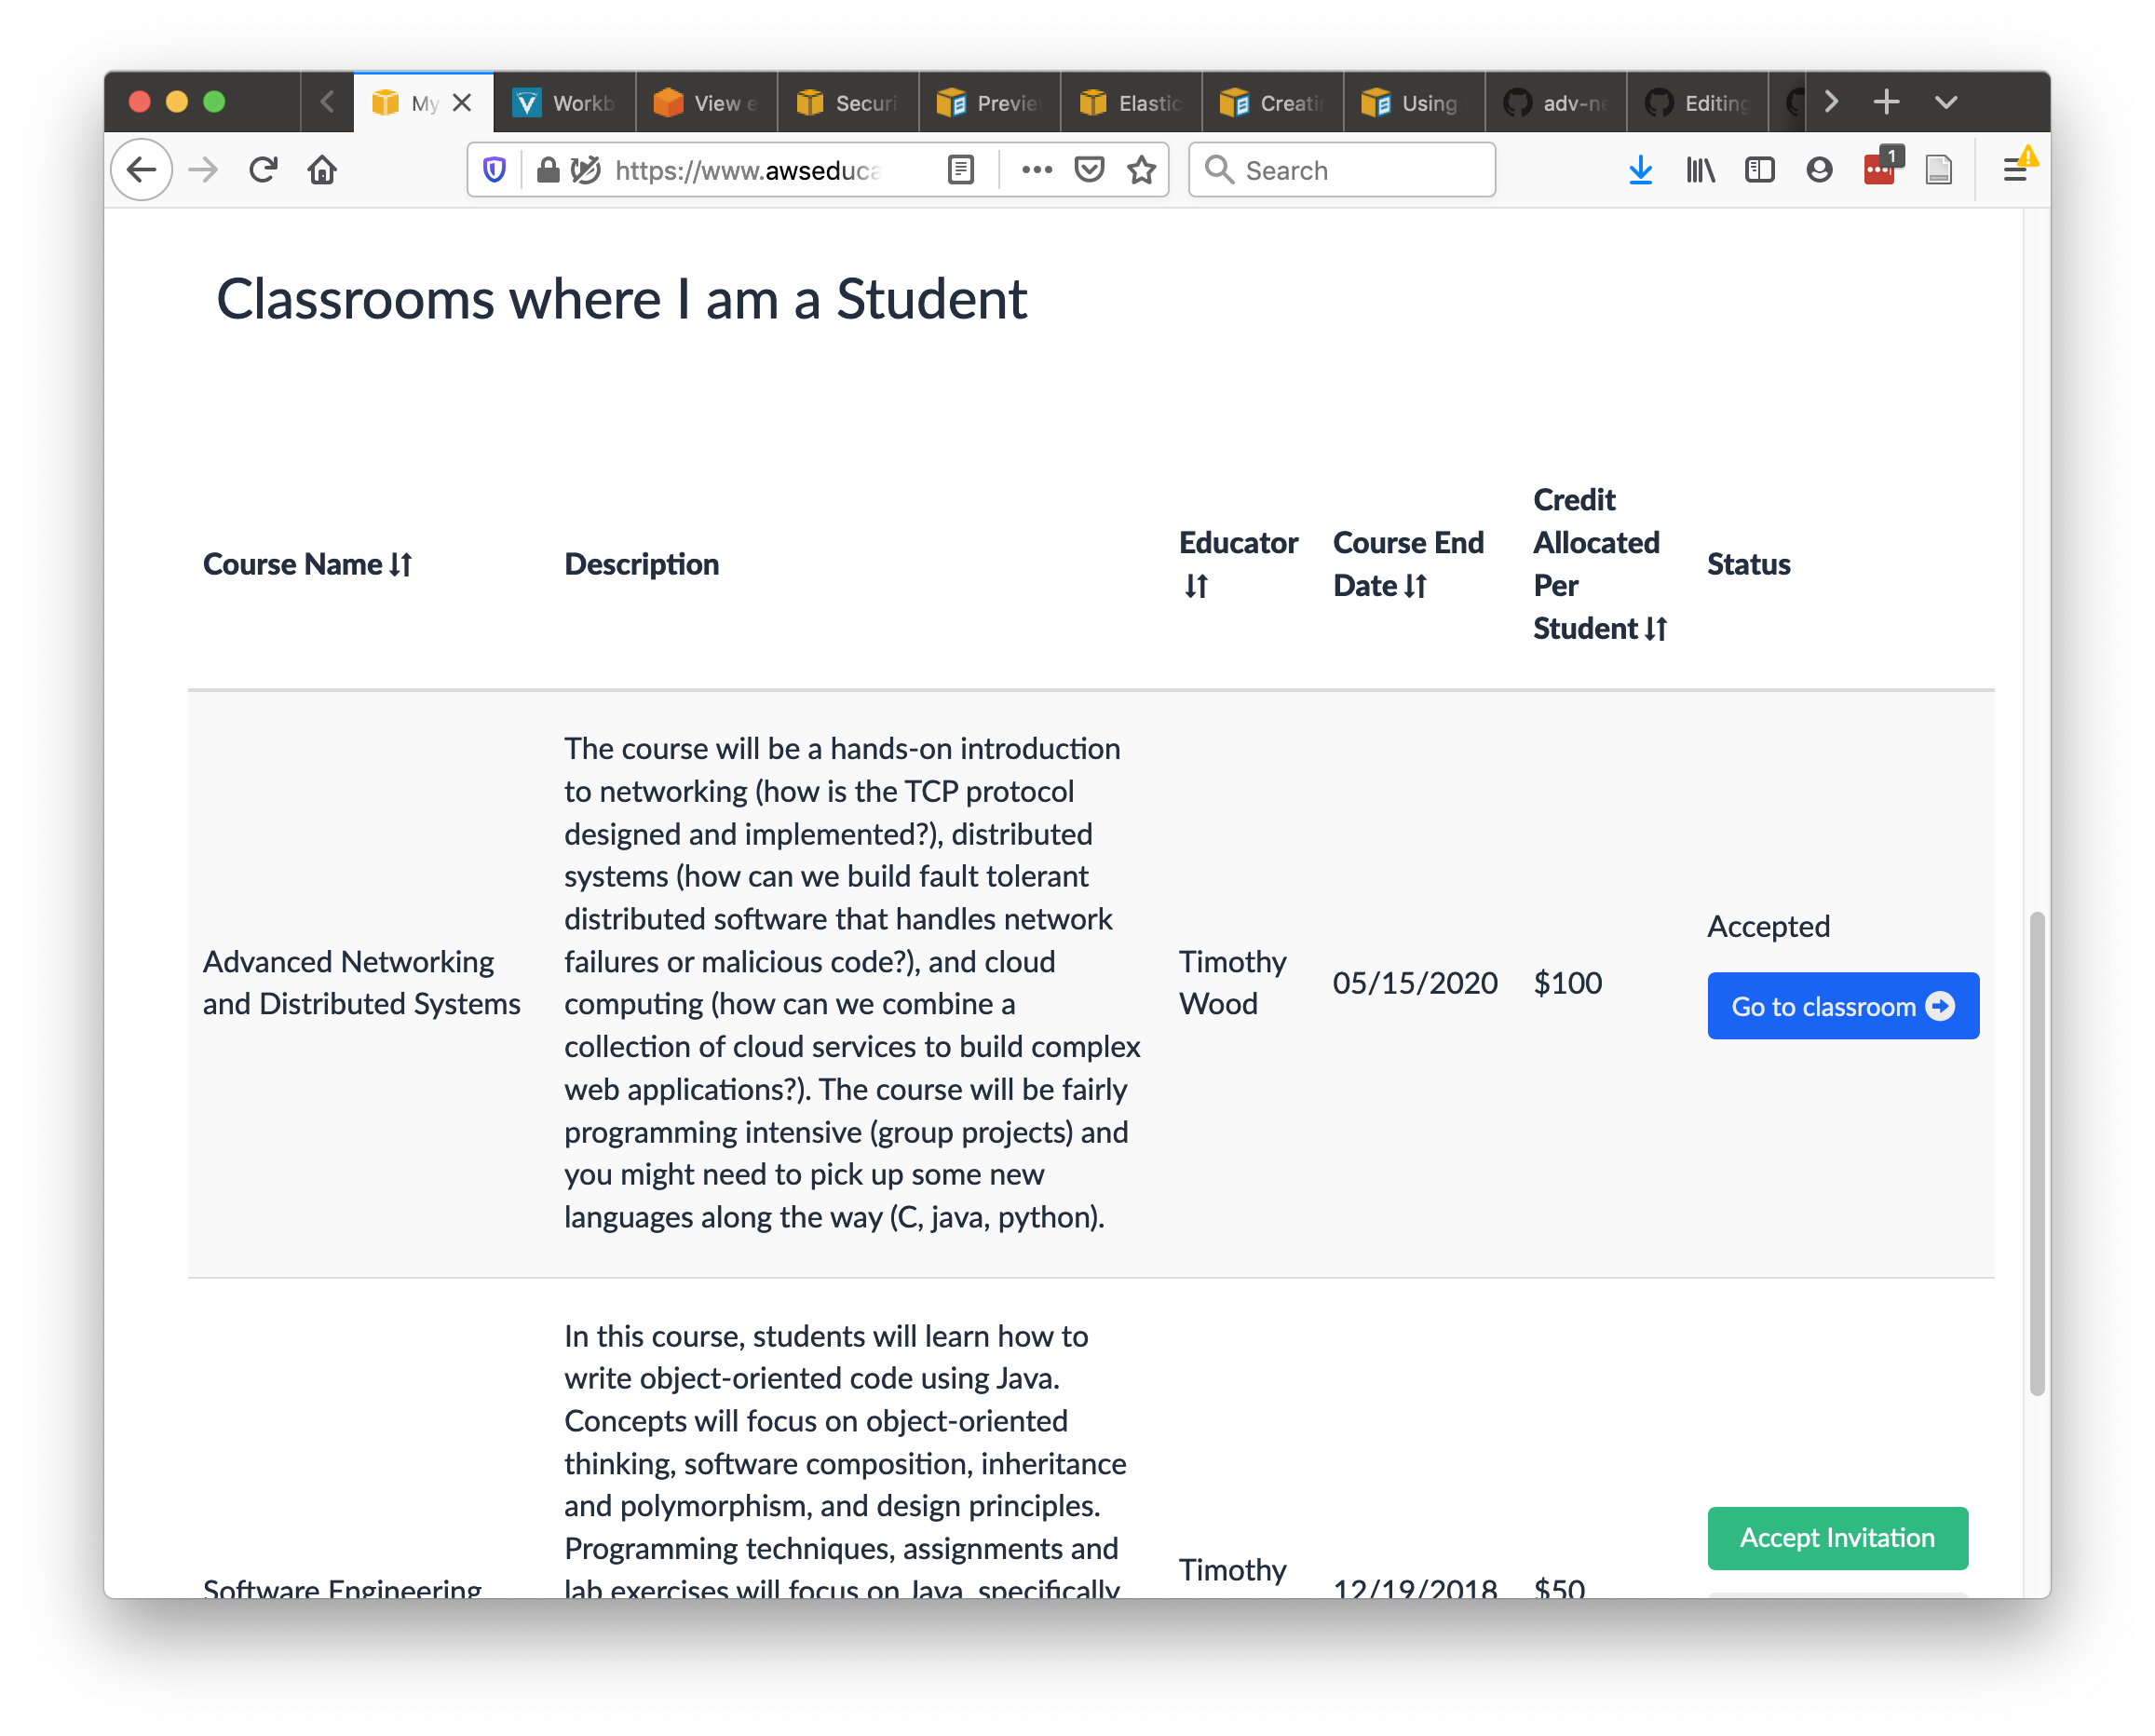 My
Workb
View e
Securi
Previe
Elastic
Creatin
Using
adv-ne
Editing
https://www.awseduca
Search
1
Classrooms where I am a Student
Course Name
Description
Educator
Course End
Date
Credit
Allocated
Per
Student
Status
Advanced Networking
and Distributed Systems
The course will be a hands-on introduction
to networking (how is the TCP protocol
designed and implemented?), distributed
systems (how can we build fault tolerant
distributed software that handles network
failures or malicious code?), and cloud
computing (how can we combine a
collection of cloud services to build complex
web applications?). The course will be fairly
programming intensive (group projects) and
you might need to pick up some new
languages along the way (C, java, python).
Timothy
Wood
05/15/2020
$100
Accepted
Go to classroom
Software Engineering
In this course, students will learn how to
write object-oriented code using Java.
Concepts will focus on object-oriented
thinking, software composition, inheritance
and polymorphism, and design principles.
Programming techniques, assignments and
lab exercises will focus on Java, specifically
Timothy
12/19/2018
$50
Accept Invitation